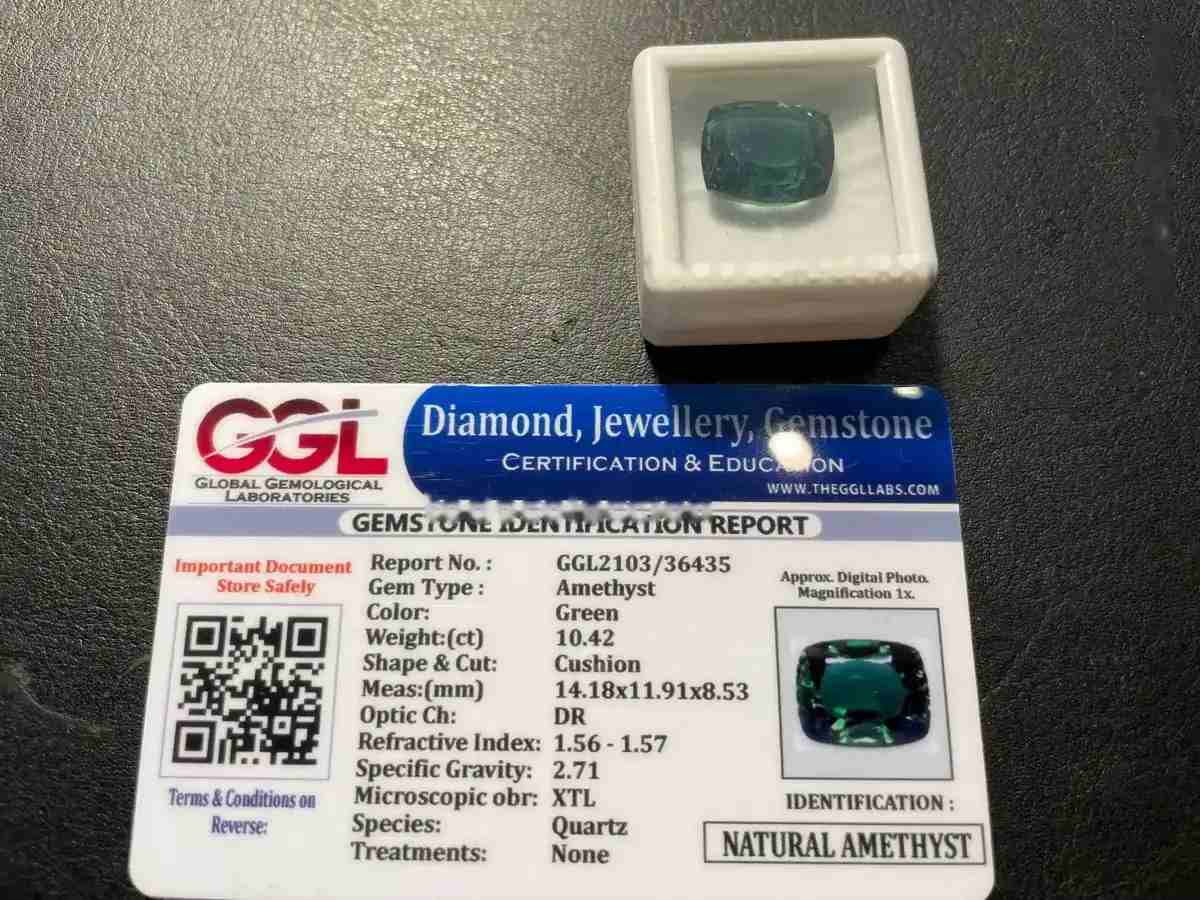 GGL
GLOBAL GEMOLOGICAL
LABORATORIES
Diamond, Jewellery, Gemstone
CERTIFICATION & EDUCATION
WWW.THEGGLLABS.COM
GEMSTONE IDENTIFICATION REPORT
Important Document
Store Safely
Terms & Conditions on
Reverse:
Report No. : GGL2103/36435
Gem Type : Amethyst
Color: Green
Weight:(ct) 10.42
Shape & Cut: Cushion
Meas:(mm) 14.18x11.91x8.53
Optic Ch: DR
Refractive Index: 1.56 - 1.57
Specific Gravity: 2.71
Microscopic obr: XTL
Species: Quartz
Treatments: None
Approx. Digital Photo.
Magnification 1x.
IDENTIFICATION :
NATURAL AMETHYST